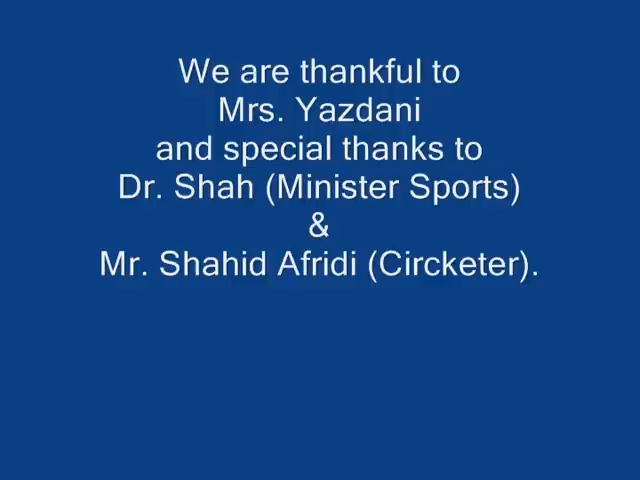 We are thankful to
Mrs. Yazdani
and special thanks to
Dr. Shah (Minister Sports)
&
Mr. Shahid Afridi (Circketer).